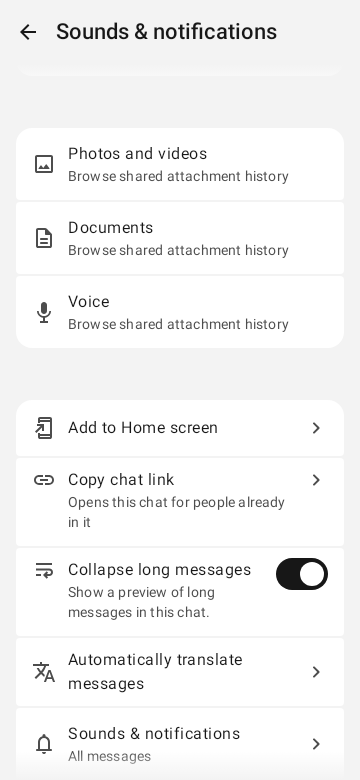 Sounds & notifications
Photos and videos
Browse shared attachment history
Documents
Browse shared attachment history
Voice
Browse shared attachment history
Add to Home screen
Copy chat link
Opens this chat for people already
in it
Collapse long messages
Show a preview of long
messages in this chat.
Automatically translate
messages
Sounds & notifications
All messages